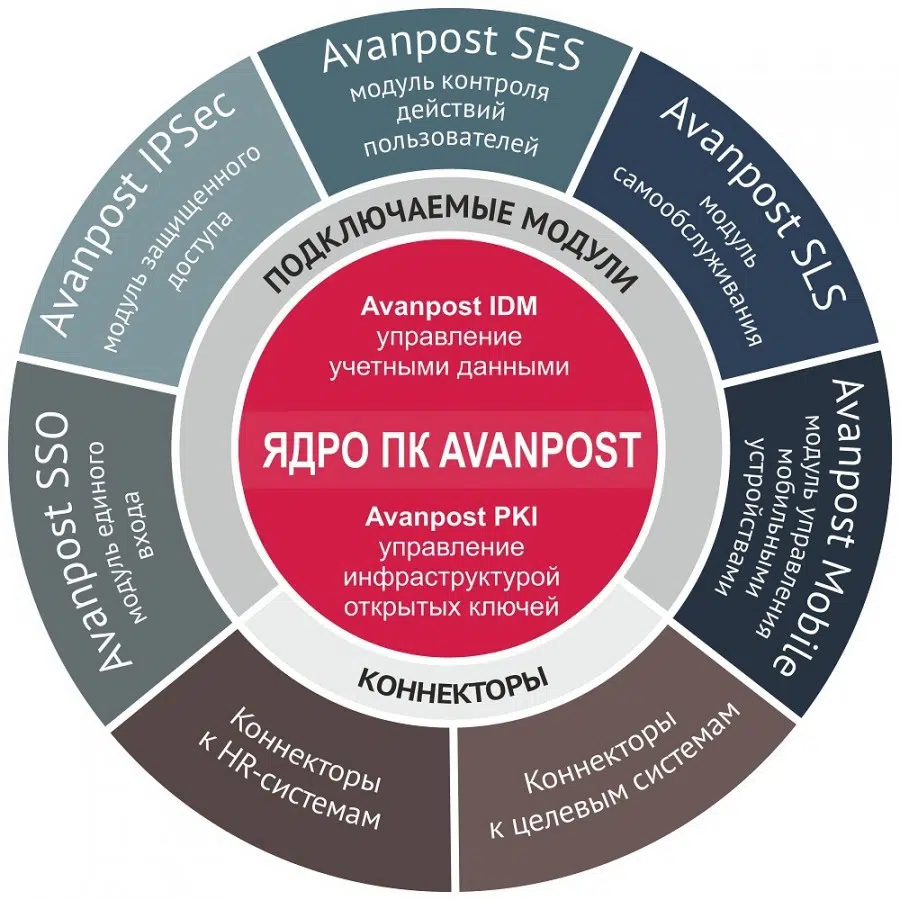 Avanpost SES
модуль контроля
действий
пользователей
Avanpost SLS
модуль
самообслуживания
Avanpost Mobile
модуль управления
мобильными
устройствами
Avanpost IPSec
модуль защищенного
доступа
Avanpost SSO
модуль единого
входа
ПОДКЛЮЧАЕМЫЕ МОДУЛИ
Avanpost IDM
управление
учетными данными
ЯДРО ПК AVANPOST
Avanpost PKI
управление
инфраструктурой
открытых ключей
КОННЕКТОРЫ
Коннекторы
к HR-системам
Коннекторы
к целевым системам